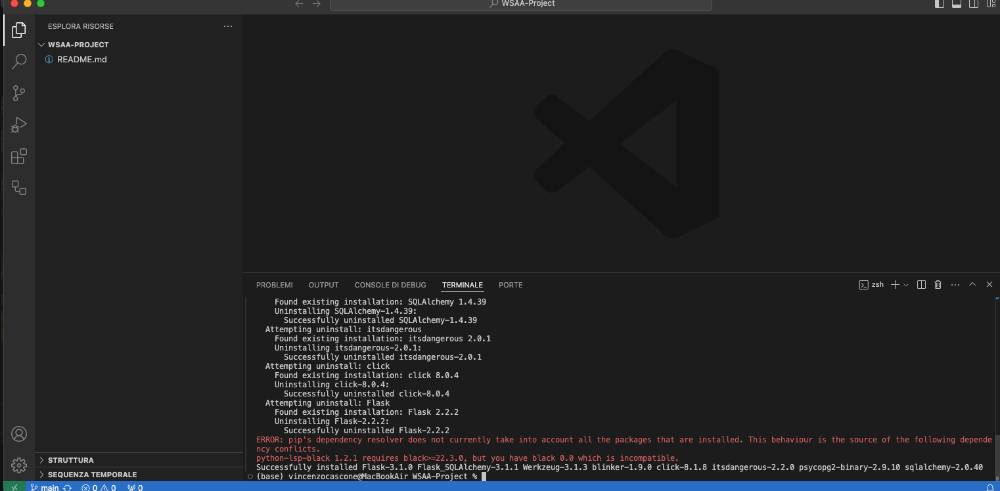 WSAA-Project
ESPLORA RISORSE
WSAA-PROJECT
README.md
PROBLEMI
OUTPUT
CONSOLE DI DEBUG
TERMINALE
PORTE
zsh
Found existing installation: SQLAlchemy 1.4.39
Uninstalling SQLAlchemy-1.4.39:
Successfully uninstalled SQLAlchemy-1.4.39
Attempting uninstall: itsdangerous
Found existing installation: itsdangerous 2.0.1
Uninstalling itsdangerous-2.0.1:
Successfully uninstalled itsdangerous-2.0.1
Attempting uninstall: click
Found existing installation: click 8.0.4
Uninstalling click-8.0.4:
Successfully uninstalled click-8.0.4
Attempting uninstall: Flask
Found existing installation: Flask 2.2.2
Uninstalling Flask-2.2.2:
Successfully uninstalled Flask-2.2.2
ERROR: pip's dependency resolver does not currently take into account all the packages that are installed. This behaviour is the source of the following depende
ncy conflicts.
python-lsp-black 1.2.1 requires black>=22.3.0, but you have black 0.0 which is incompatible.
Successfully installed Flask-3.1.0 Flask_SQLAlchemy-3.1.1 Werkzeug-3.1.3 blinker-1.9.0 click-8.1.8 itsdangerous-2.2.0 psycopg2-binary-2.9.10 sqlalchemy-2.0.40
(base) vincenzocascone@MacBookAir WSAA-Project %
STRUTTURA
SEQUENZA TEMPORALE
main 0 0 0